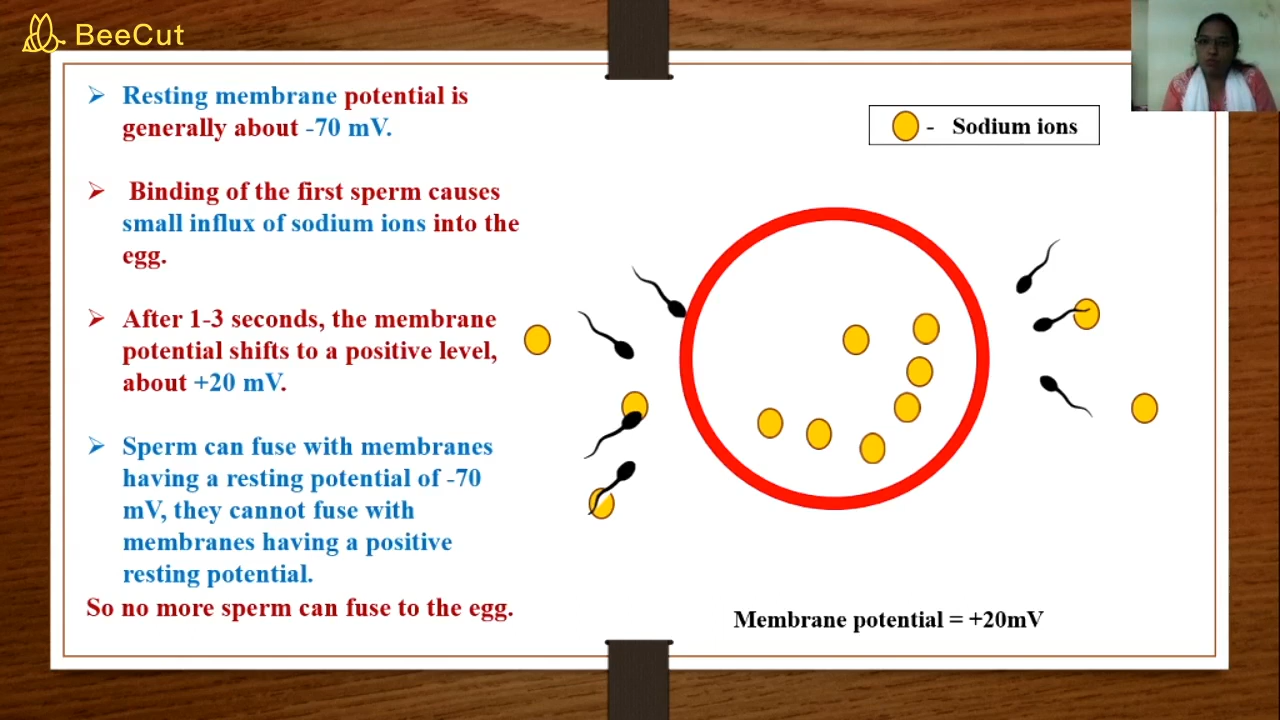 BeeCut
Resting membrane potential is
generally about -70 mV.
Binding of the first sperm causes
small influx of sodium ions into the
egg.
After 1-3 seconds, the membrane
potential shifts to a positive level,
about +20 mV.
Sperm can fuse with membranes
having a resting potential of -70
mV, they cannot fuse with
membranes having a positive
resting potential.
So no more sperm can fuse to the egg.
- Sodium ions
Membrane potential = +20mV